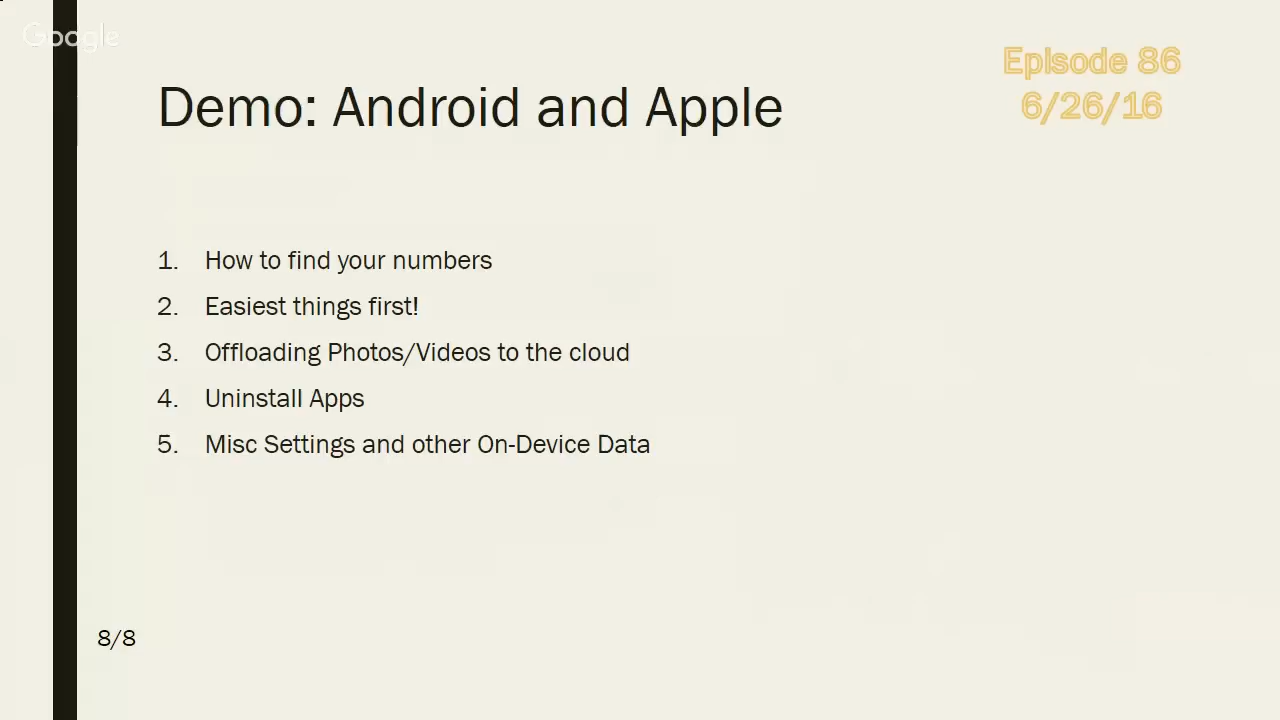 Google
Episode 86
6/26/16
Demo: Android and Apple
1. How to find your numbers
2. Easiest things first!
3. Offloading Photos/Videos to the cloud
4. Uninstall Apps
5. Misc Settings and other On-Device Data
8/8